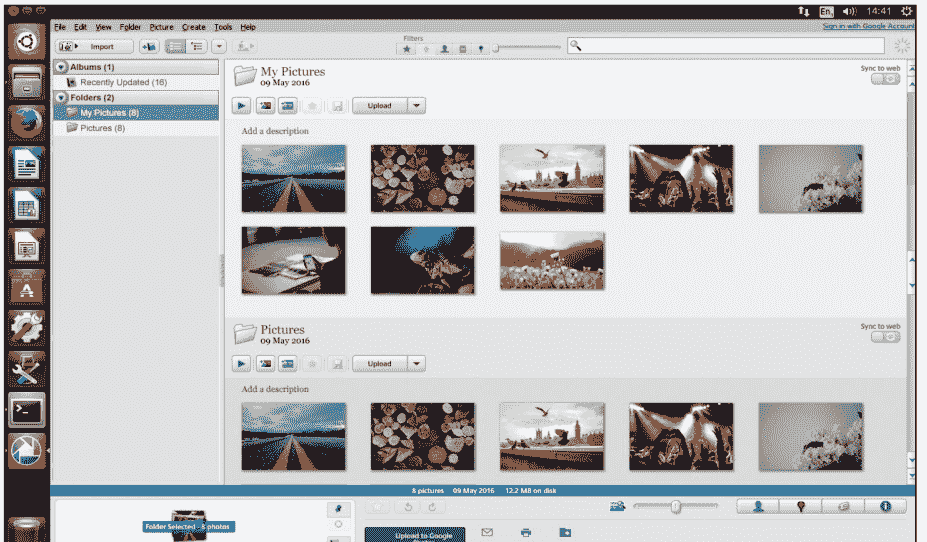 En
14:41
File Edit View Folder Picture Create Tools Help
Sign in with Google Account
Import
Filters
Albums (1)
Recently Updated (16)
Folders (2)
My Pictures (8)
Pictures (8)
My Pictures
09 May 2016
Sync to web
Upload
Add a description
Pictures
09 May 2016
Sync to web
Upload
Add a description
8 pictures 09 May 2016 12.2 MB on disk
Folder Selected - 8 photos
Upload to Google